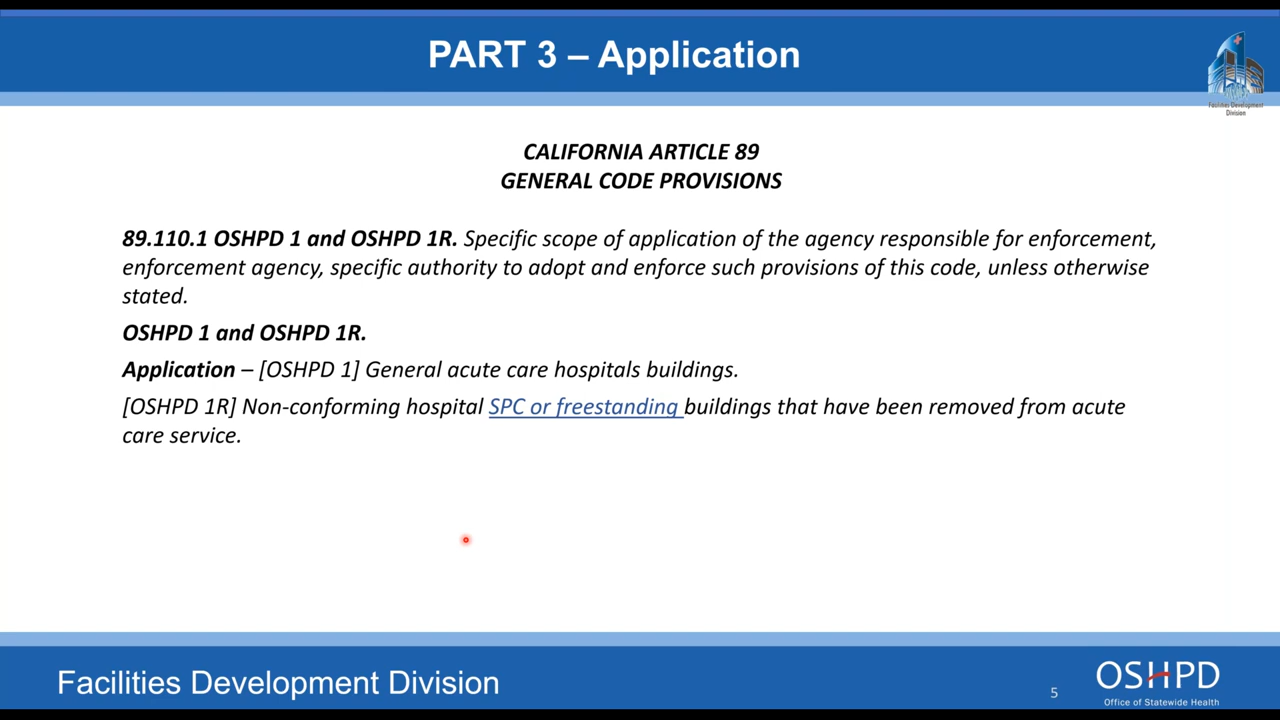 PART 3 – Application
Facilities Development
Division
CALIFORNIA ARTICLE 89
GENERAL CODE PROVISIONS
89.110.1 OSHPD 1 and OSHPD 1R. Specific scope of application of the agency responsible for enforcement,
enforcement agency, specific authority to adopt and enforce such provisions of this code, unless otherwise
stated.
OSHPD 1 and OSHPD 1R.
Application – [OSHPD 1] General acute care hospitals buildings.
[OSHPD 1R] Non-conforming hospital SPC or freestanding buildings that have been removed from acute
care service.
Facilities Development Division
5
OSHPD
Office of Statewide Health